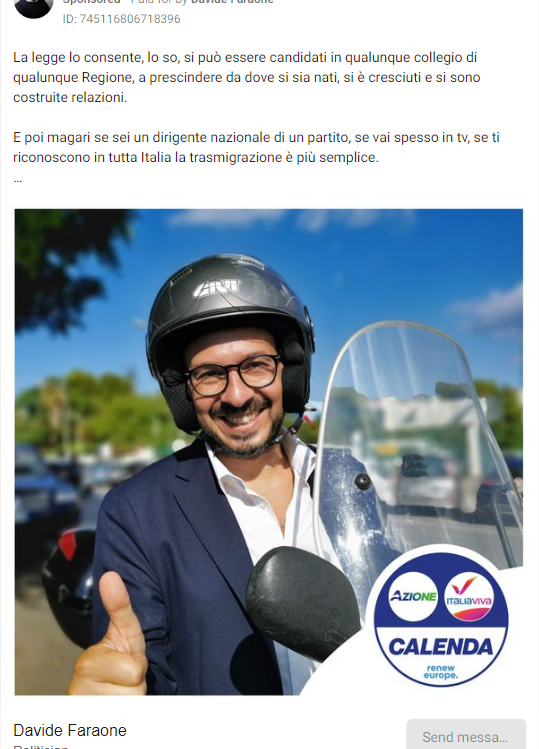 Sponsored • Paid for by Davide Faraone
ID: 745116806718396
La legge lo consente, lo so, si può essere candidati in qualunque collegio di
qualunque Regione, a prescindere da dove si sia nati, si è cresciuti e si sono
costruite relazioni.
E poi magari se sei un dirigente nazionale di un partito, se vai spesso in tv, se ti
riconoscono in tutta Italia la trasmigrazione è più semplice.
...
GIVI
AZIONE
ITALIAVIVA
CALENDA
renew
europe.
Davide Faraone
Politician
Send messa...